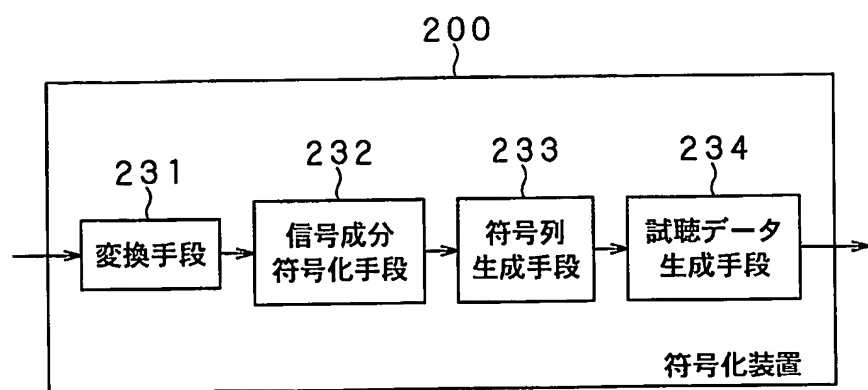 200
231
232
233
234
変換手段
信号成分
符号化手段
符号列
生成手段
試聴データ
生成手段
符号化装置